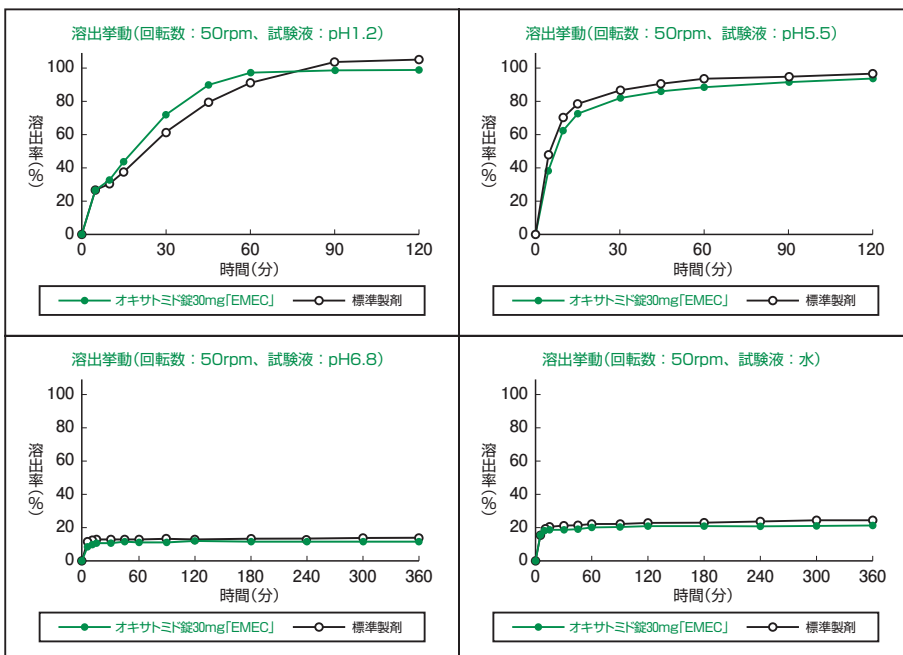 溶出挙動(回転数：50rpm、試験液：pH1.2)
溶出率(%)
100
80
60
40
20
0
0 30 60 90 120
時間(分)
オキサトミド錠30mg「EMEC」 標準製剤
溶出挙動(回転数：50rpm、試験液：pH5.5)
溶出率(%)
100
80
60
40
20
0
0 30 60 90 120
時間(分)
オキサトミド錠30mg「EMEC」 標準製剤
溶出挙動(回転数：50rpm、試験液：pH6.8)
溶出率(%)
100
80
60
40
20
0
0 60 120 180 240 300 360
時間(分)
オキサトミド錠30mg「EMEC」 標準製剤
溶出挙動(回転数：50rpm、試験液：水)
溶出率(%)
100
80
60
40
20
0
0 60 120 180 240 300 360
時間(分)
オキサトミド錠30mg「EMEC」 標準製剤